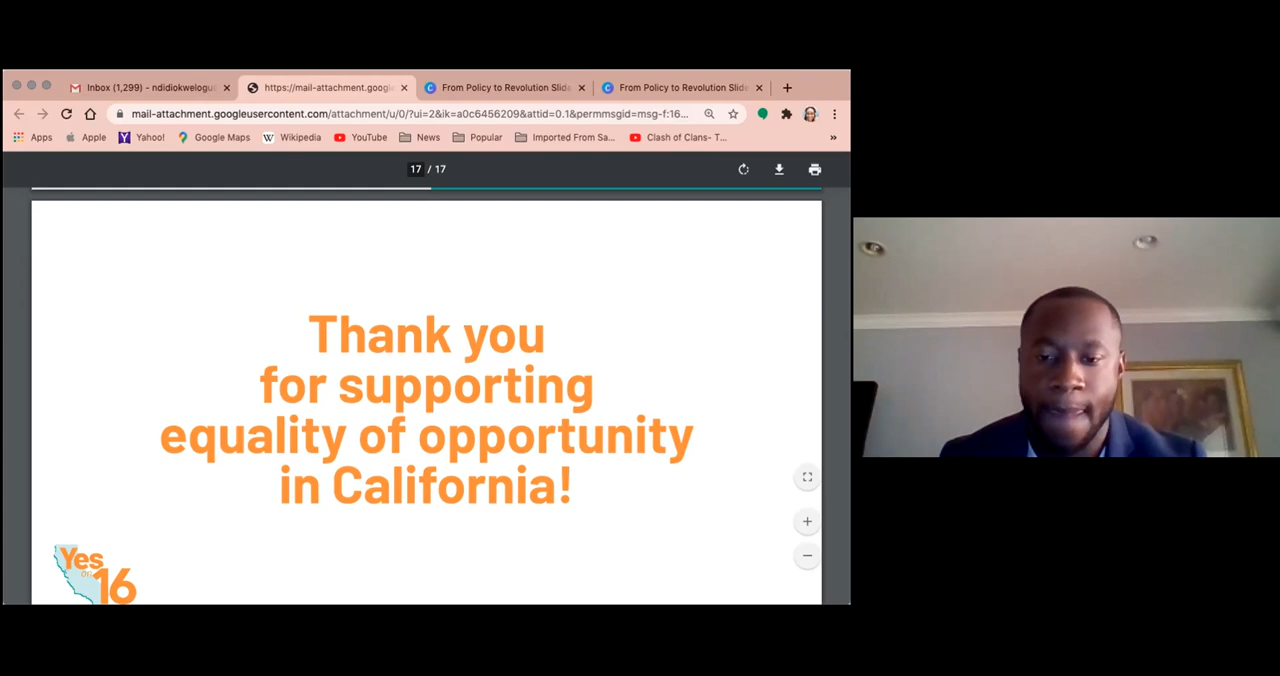 Inbox (1,299) - ndidiokwelogu
https://mail-attachment.googl
From Policy to Revolution Slide
From Policy to Revolution Slide
mail-attachment.googleusercontent.com/attachment/u/0/?ui=2&ik=a0c6456209&attid=0.1&permmsgid=msg-f:16...
Apps
Apple
Yahoo!
Google Maps
Wikipedia
YouTube
News
Popular
Imported From Sa...
Clash of Clans- T...
17 / 17
Thank you
for supporting
equality of opportunity
in California!
Yes
on
16